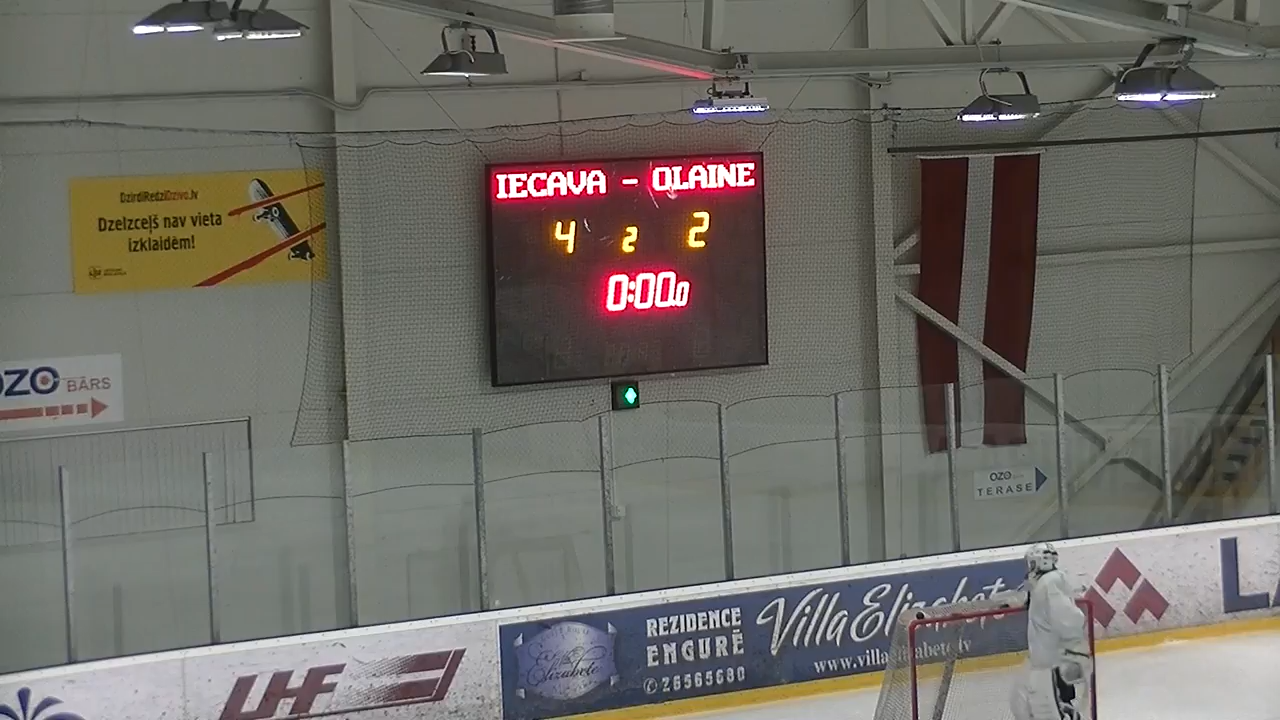 DzirdiRedziDzivo.lv
Dzelzceļš nav vieta
izklaidēm!
IECAVA - OLAINE
4 2 2
0:00.0
OZO BĀRS
OZO
TERASE
LHF
REZIDENCE
ENGURĒ
26565680
Villa Elizabete
www.villaelizabete.lv